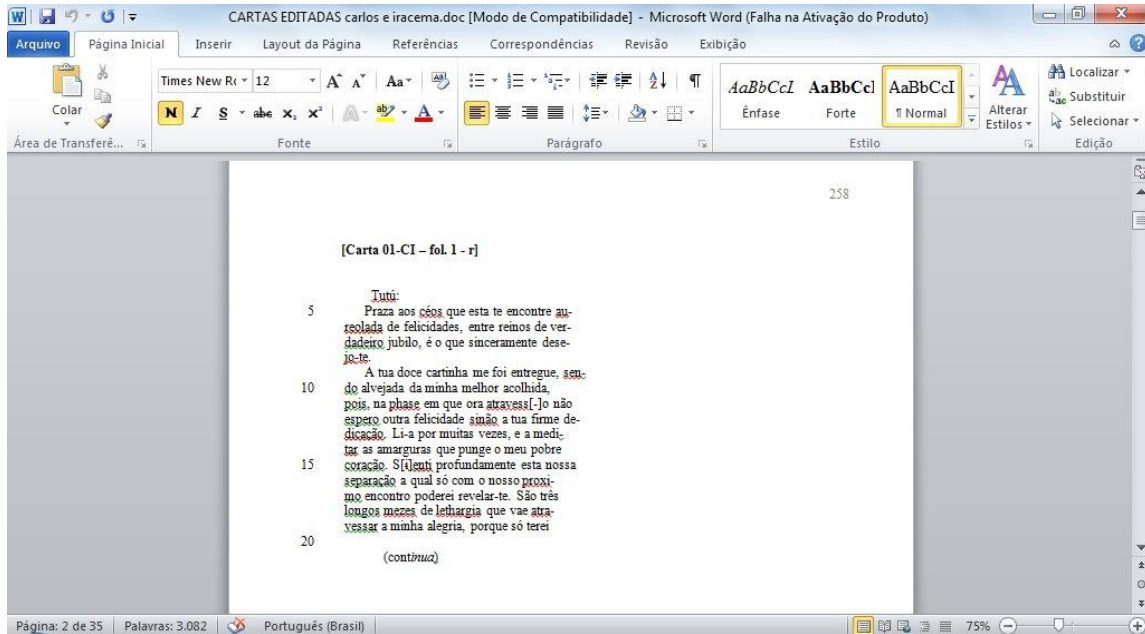 CARTAS EDITADAS carlos e iracema.doc [Modo de Compatibilidade] - Microsoft Word (Falha na Ativação do Produto)
Arquivo Página Inicial Inserir Layout da Página Referências Correspondências Revisão Exibição
Colar
Times New Rc 12
Ênfase Forte ¶ Normal
Alterar Estilos
Localizar
Substituir
Selecionar
Área de Transferê... Fonte Parágrafo Estilo Edição
258
[Carta 01-CI – fol. 1 - r]
Tutú:
5 Praza aos céos que esta te encontre au-
reolada de felicidades, entre reinos de ver-
dadeiro jubilo, é o que sinceramente dese-
jo-te.
A tua doce cartinha me foi entregue, sen-
10 do alvejada da minha melhor acolhida,
pois, na phase em que ora atravess[-]o não
espero outra felicidade sinão a tua firme de-
dicação. Li-a por muitas vezes, e a medi-
tar as amarguras que punge o meu pobre
15 coração. S[i]enti profundamente esta nossa
separação a qual só com o nosso proxi-
mo encontro poderei revelar-te. São três
longos mezes de lethargia que vae atra-
vessar a minha alegria, porque só terei
20
(continua)
Página: 2 de 35 Palavras: 3.082 Português (Brasil) 75%